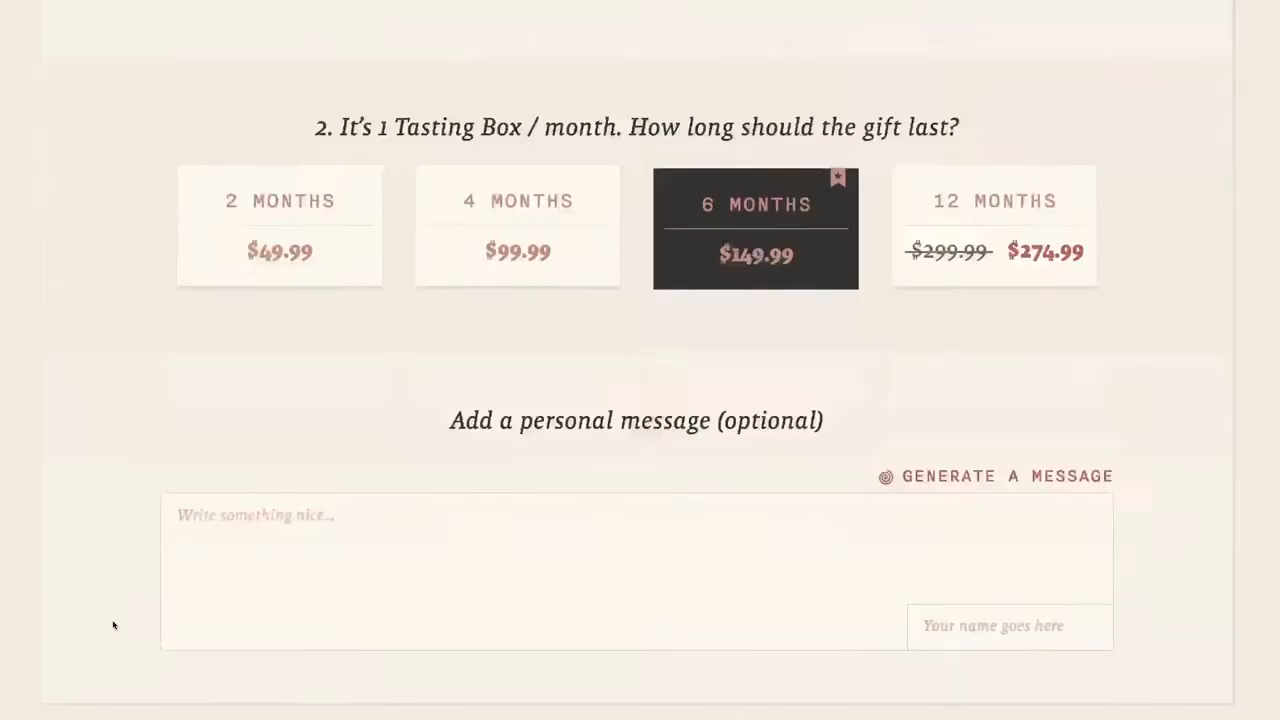 2. It's 1 Tasting Box / month. How long should the gift last?
2 MONTHS
$49.99
4 MONTHS
$99.99
6 MONTHS
$149.99
12 MONTHS
$299.99 $274.99
Add a personal message (optional)
GENERATE A MESSAGE
Write something nice...
Your name goes here